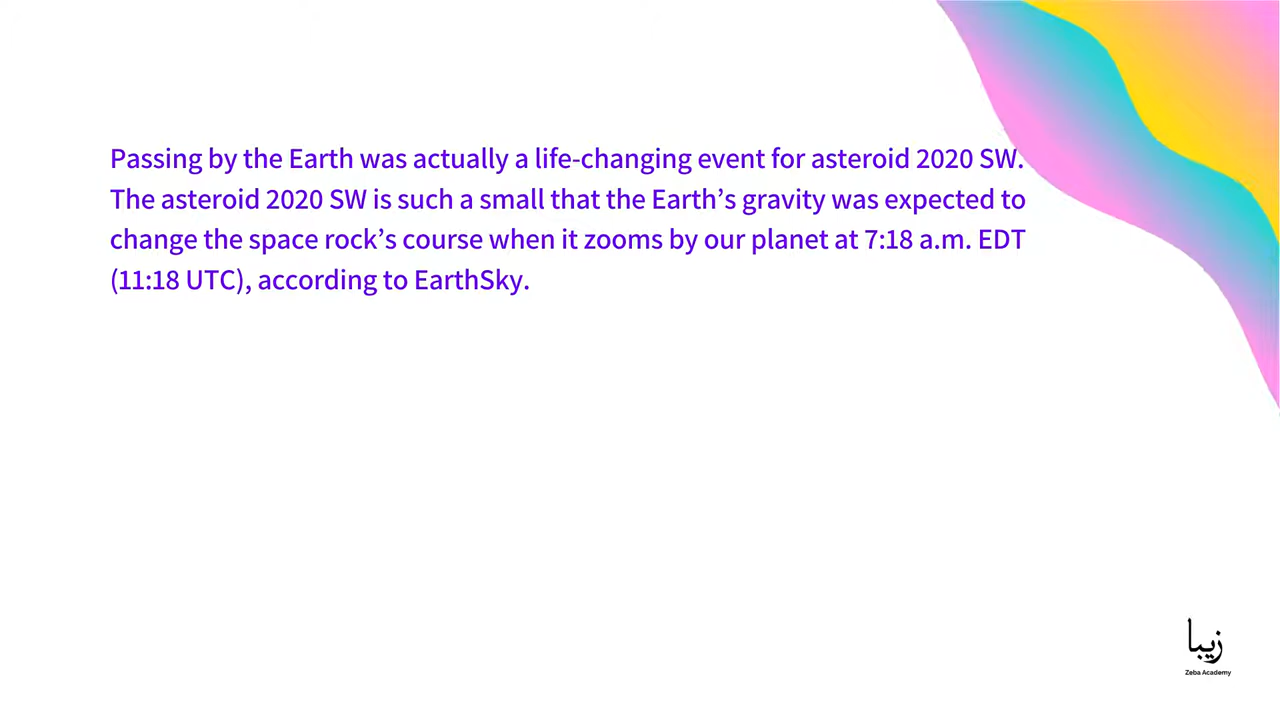 Passing by the Earth was actually a life-changing event for asteroid 2020 SW.
The asteroid 2020 SW is such a small that the Earth’s gravity was expected to
change the space rock’s course when it zooms by our planet at 7:18 a.m. EDT
(11:18 UTC), according to EarthSky.
زیبا
Zeba Academy